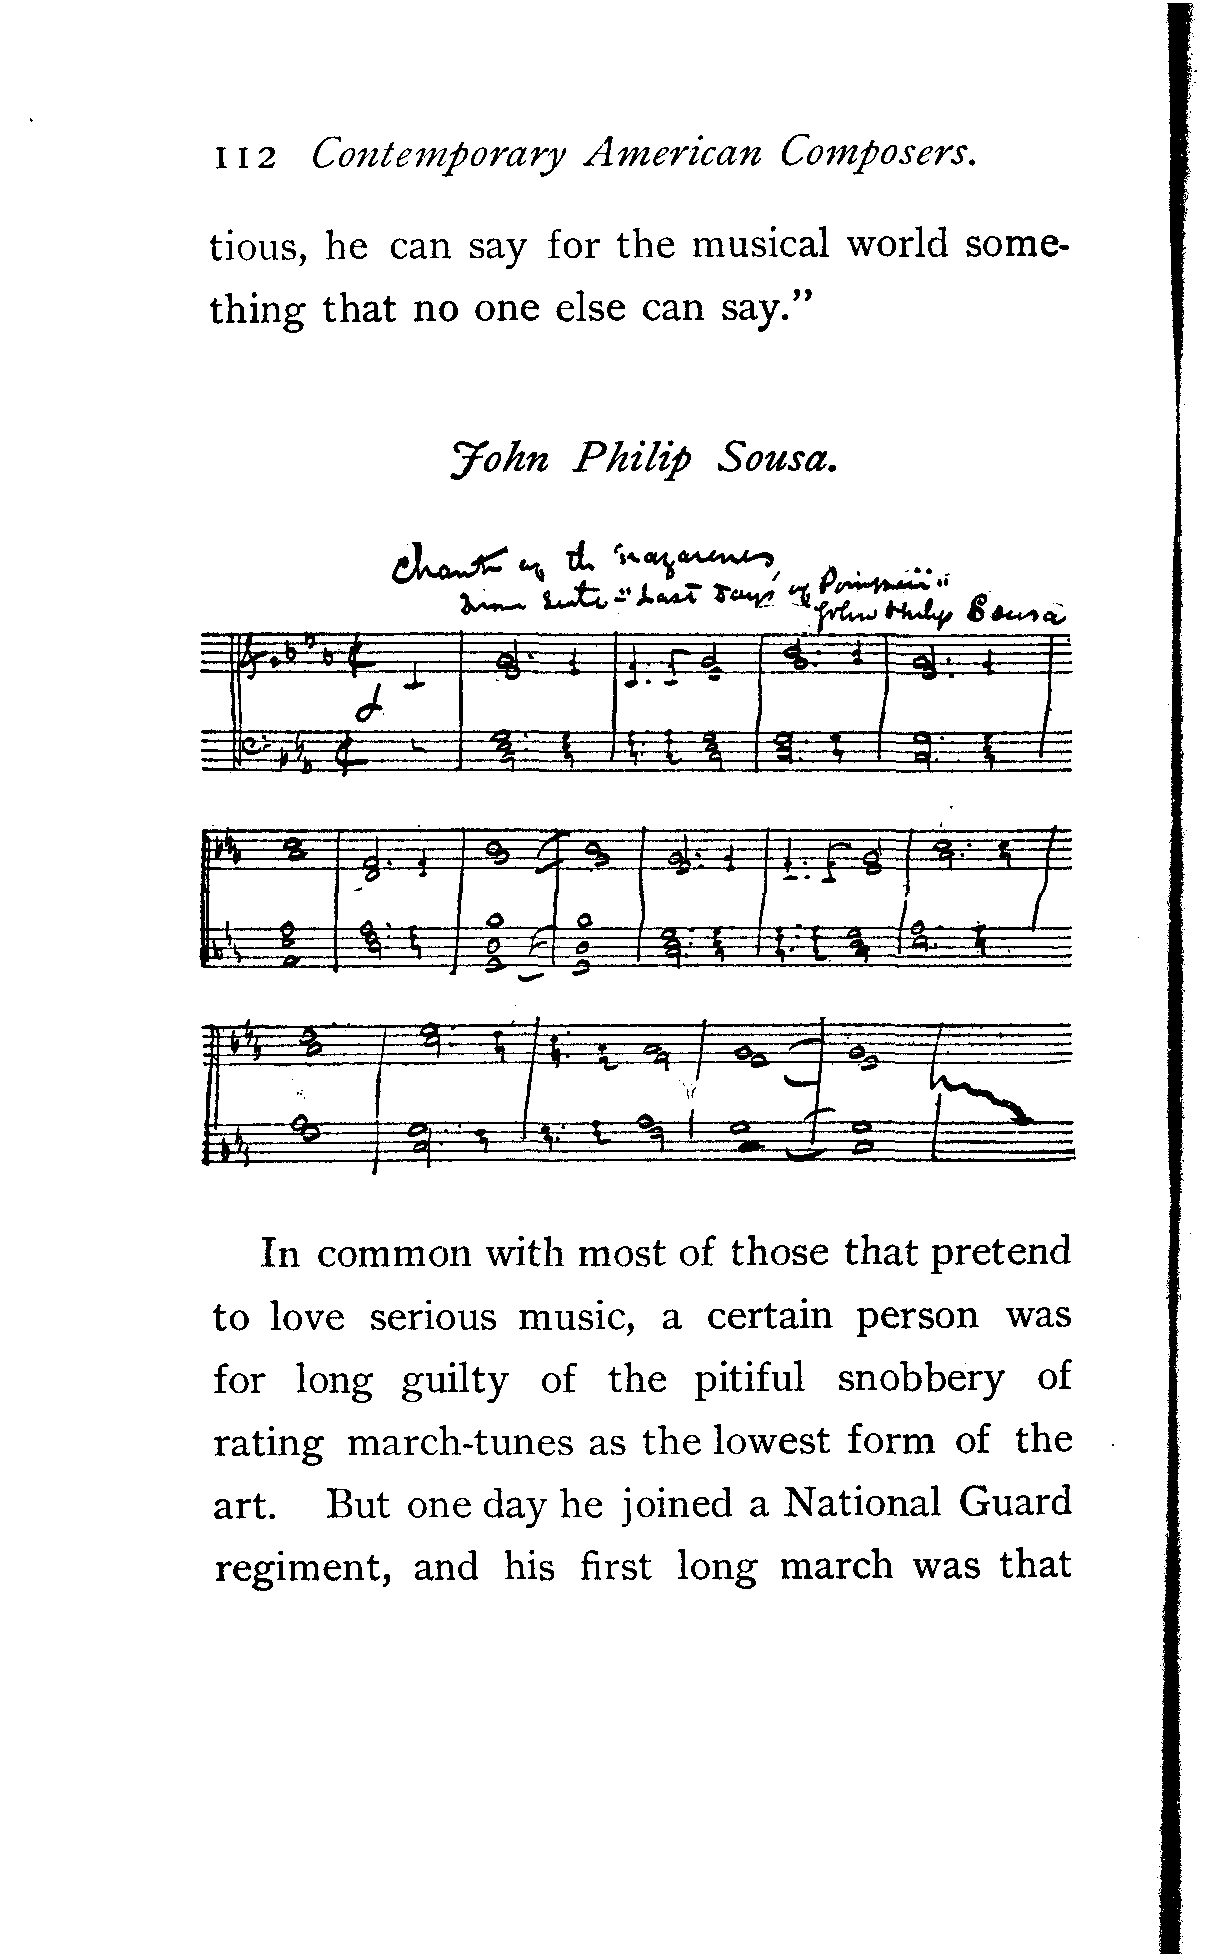 112 Contemporary American Composers.
tious, he can say for the musical world some-
thing that no one else can say.”
John Philip Sousa.
Chant of the Nazarenes
from Suite - "Last Days of Pompeii"
John Philip Sousa
In common with most of those that pretend
to love serious music, a certain person was
for long guilty of the pitiful snobbery of
rating march-tunes as the lowest form of the
art. But one day he joined a National Guard
regiment, and his first long march was that